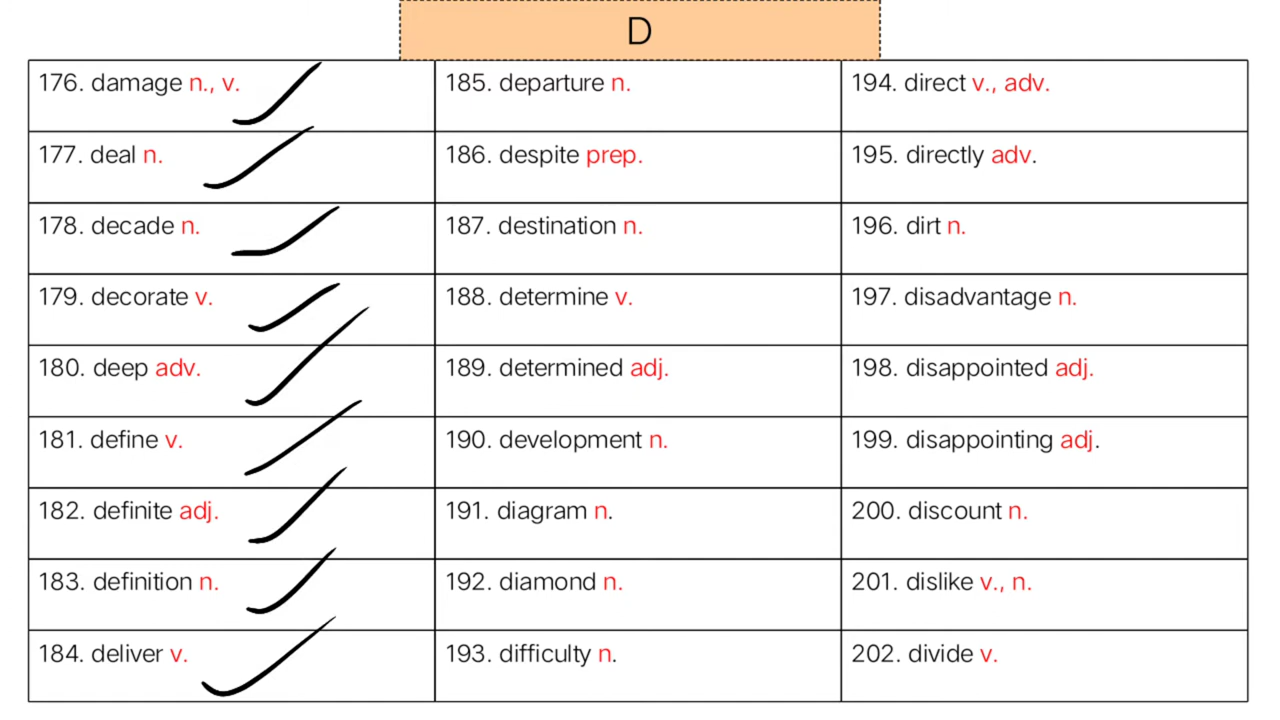 D
176. damage n., v.
177. deal n.
178. decade n.
179. decorate v.
180. deep adv.
181. define v.
182. definite adj.
183. definition n.
184. deliver v.
185. departure n.
186. despite prep.
187. destination n.
188. determine v.
189. determined adj.
190. development n.
191. diagram n.
192. diamond n.
193. difficulty n.
194. direct v., adv.
195. directly adv.
196. dirt n.
197. disadvantage n.
198. disappointed adj.
199. disappointing adj.
200. discount n.
201. dislike v., n.
202. divide v.